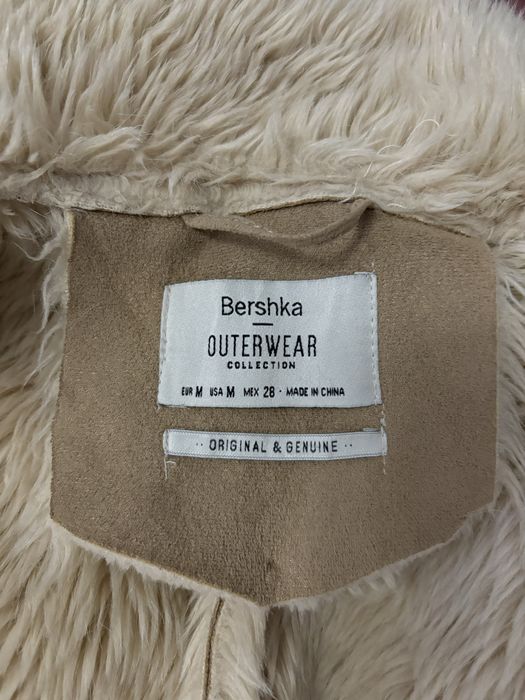 Bershka
OUTERWEAR
COLLECTION
EUR M USA M MEX 28 · MADE IN CHINA
·· ORIGINAL & GENUINE ··